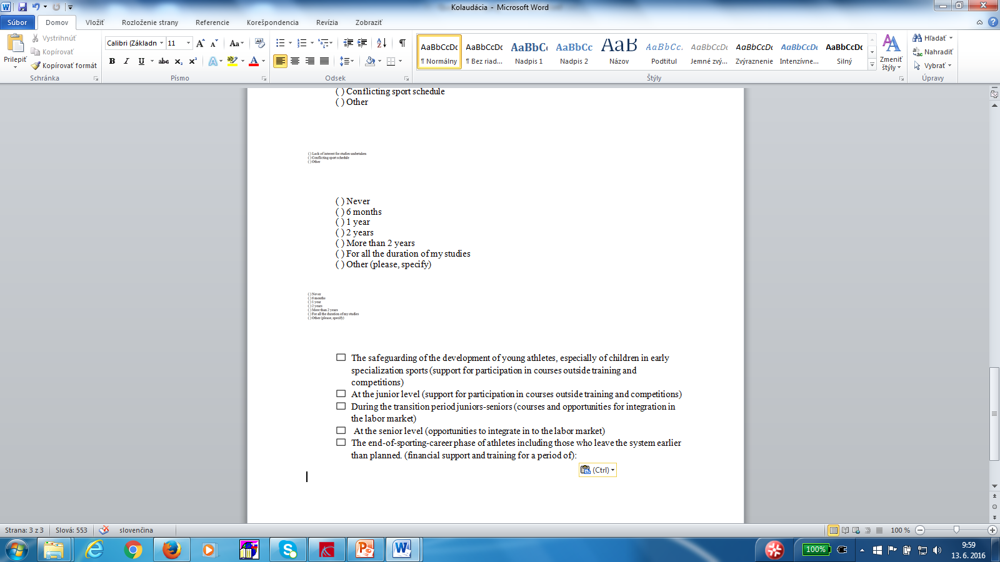 Kolaudácia - Microsoft Word
Súbor Domov Vložiť Rozloženie strany Referencie Korešpondencia Revízia Zobraziť
Prilepiť
Vystrihnúť
Kopírovať
Kopírovať formát
Schránka
Calibri (Základn 11
Písmo
Odsek
AaBbCcDc AaBbCcDc AaBbC AaBbCc AaB AaBbCc. AaBbCcDc AaBbCcDc AaBbCcDc AaBbCcDc
¶ Normálny ¶ Bez riad... Nadpis 1 Nadpis 2 Názov Podtitul Jemné zvý... Zvýraznenie Intenzívne... Silný
Štýly
Zmeniť
štýly
Hľadať
Nahradiť
Vybrať
Úpravy
( ) Conflicting sport schedule
( ) Other
( ) Lack of interest for studies undertaken
( ) Conflicting sport schedule
( ) Other
( ) Never
( ) 6 months
( ) 1 year
( ) 2 years
( ) More than 2 years
( ) For all the duration of my studies
( ) Other (please, specify)
( ) Never
( ) 6 months
( ) 1 year
( ) 2 years
( ) More than 2 years
( ) For all the duration of my studies
( ) Other (please, specify)
The safeguarding of the development of young athletes, especially of children in early
specialization sports (support for participation in courses outside training and
competitions)
At the junior level (support for participation in courses outside training and competitions)
During the transition period juniors-seniors (courses and opportunities for integration in
the labor market)
At the senior level (opportunities to integrate in to the labor market)
The end-of-sporting-career phase of athletes including those who leave the system earlier
than planned. (financial support and training for a period of):
(Ctrl)
Strana: 3 z 3 Slová: 553 slovenčina 100 %
100% 9:59
13. 6. 2016